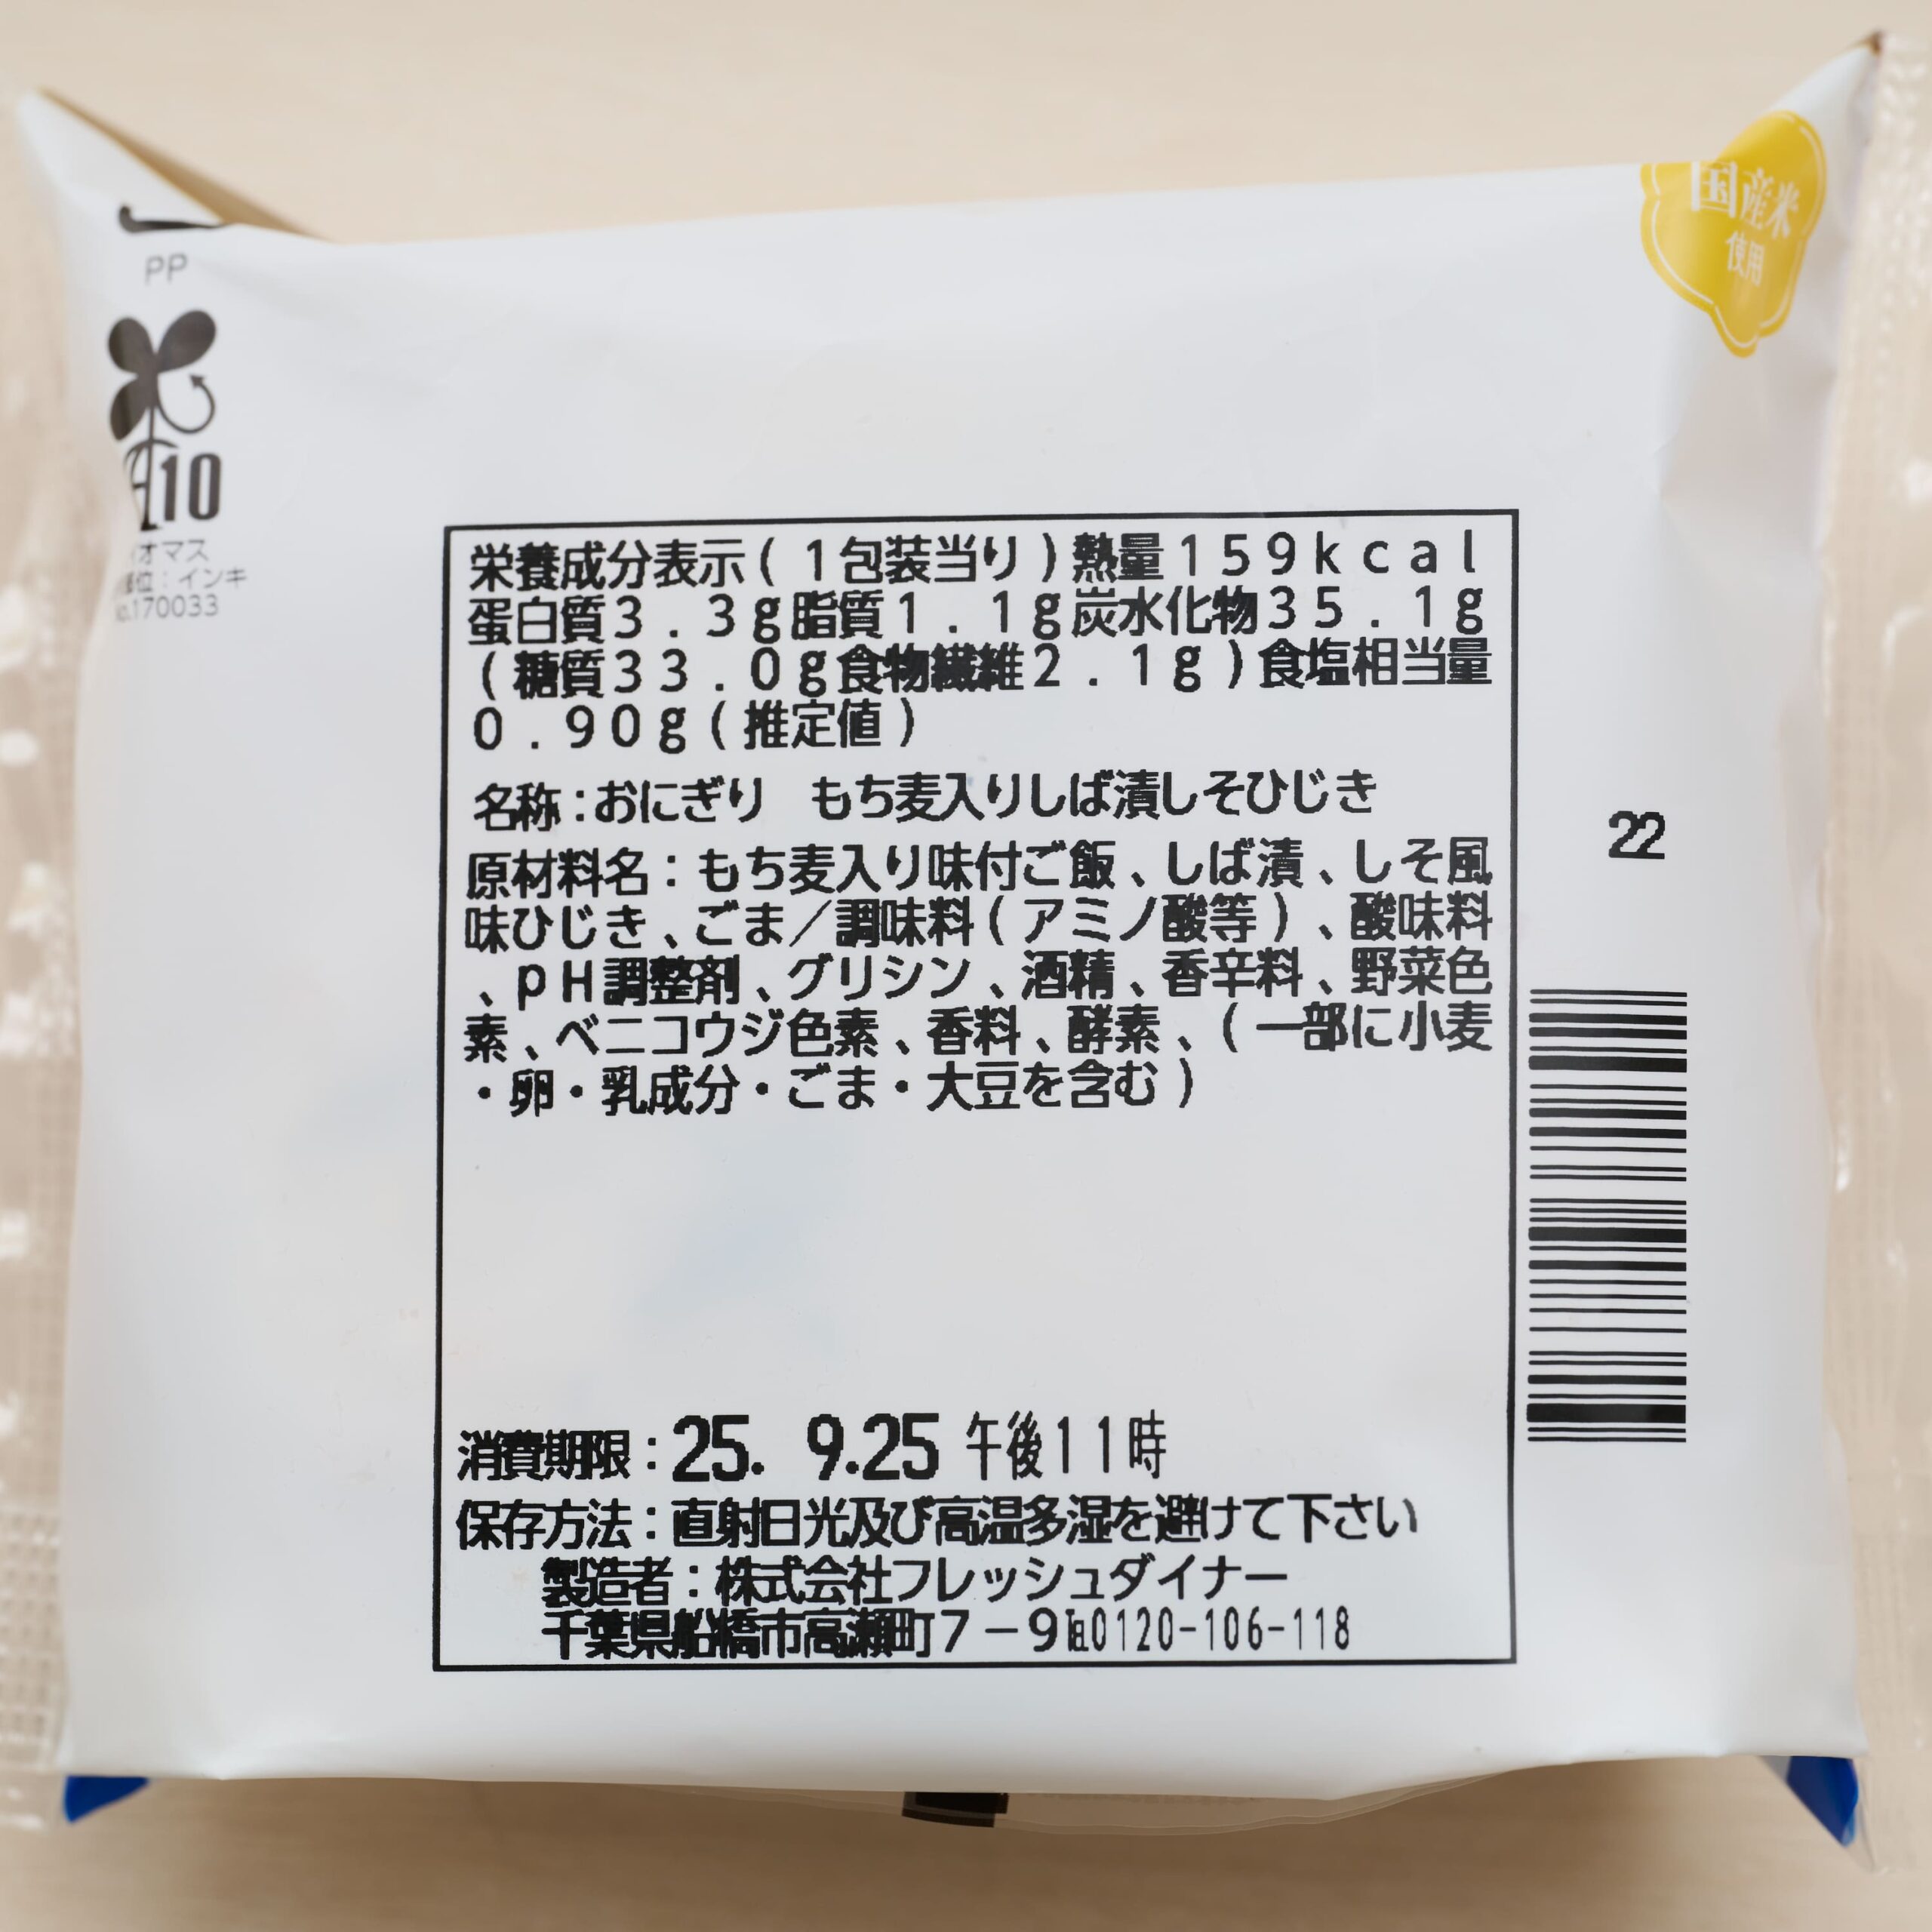 PP
10
オマス
位：インキ
.170033
国産米
使用
栄養成分表示(1包装当り)熱量159kcal
蛋白質3.3g脂質1.1g炭水化物35.1g
(糖質33.0g食物繊維2.1g)食塩相当量
0.90g(推定値)
名称:おにぎり　もち麦入りしば漬しそひじき
原材料名:もち麦入り味付ご飯、しば漬、しそ風
味ひじき、ごま／調味料(アミノ酸等)、酸味料
、pH調整剤、グリシン、酒精、香辛料、野菜色
素、ベニコウジ色素、香料、酵素、(一部に小麦
・卵・乳成分・ごま・大豆を含む)
22
消費期限:25. 9.25 午後11時
保存方法:直射日光及び高温多湿を避けて下さい
製造者:株式会社フレッシュダイナー
千葉県船橋市高瀬町7－9℡0120-106-118